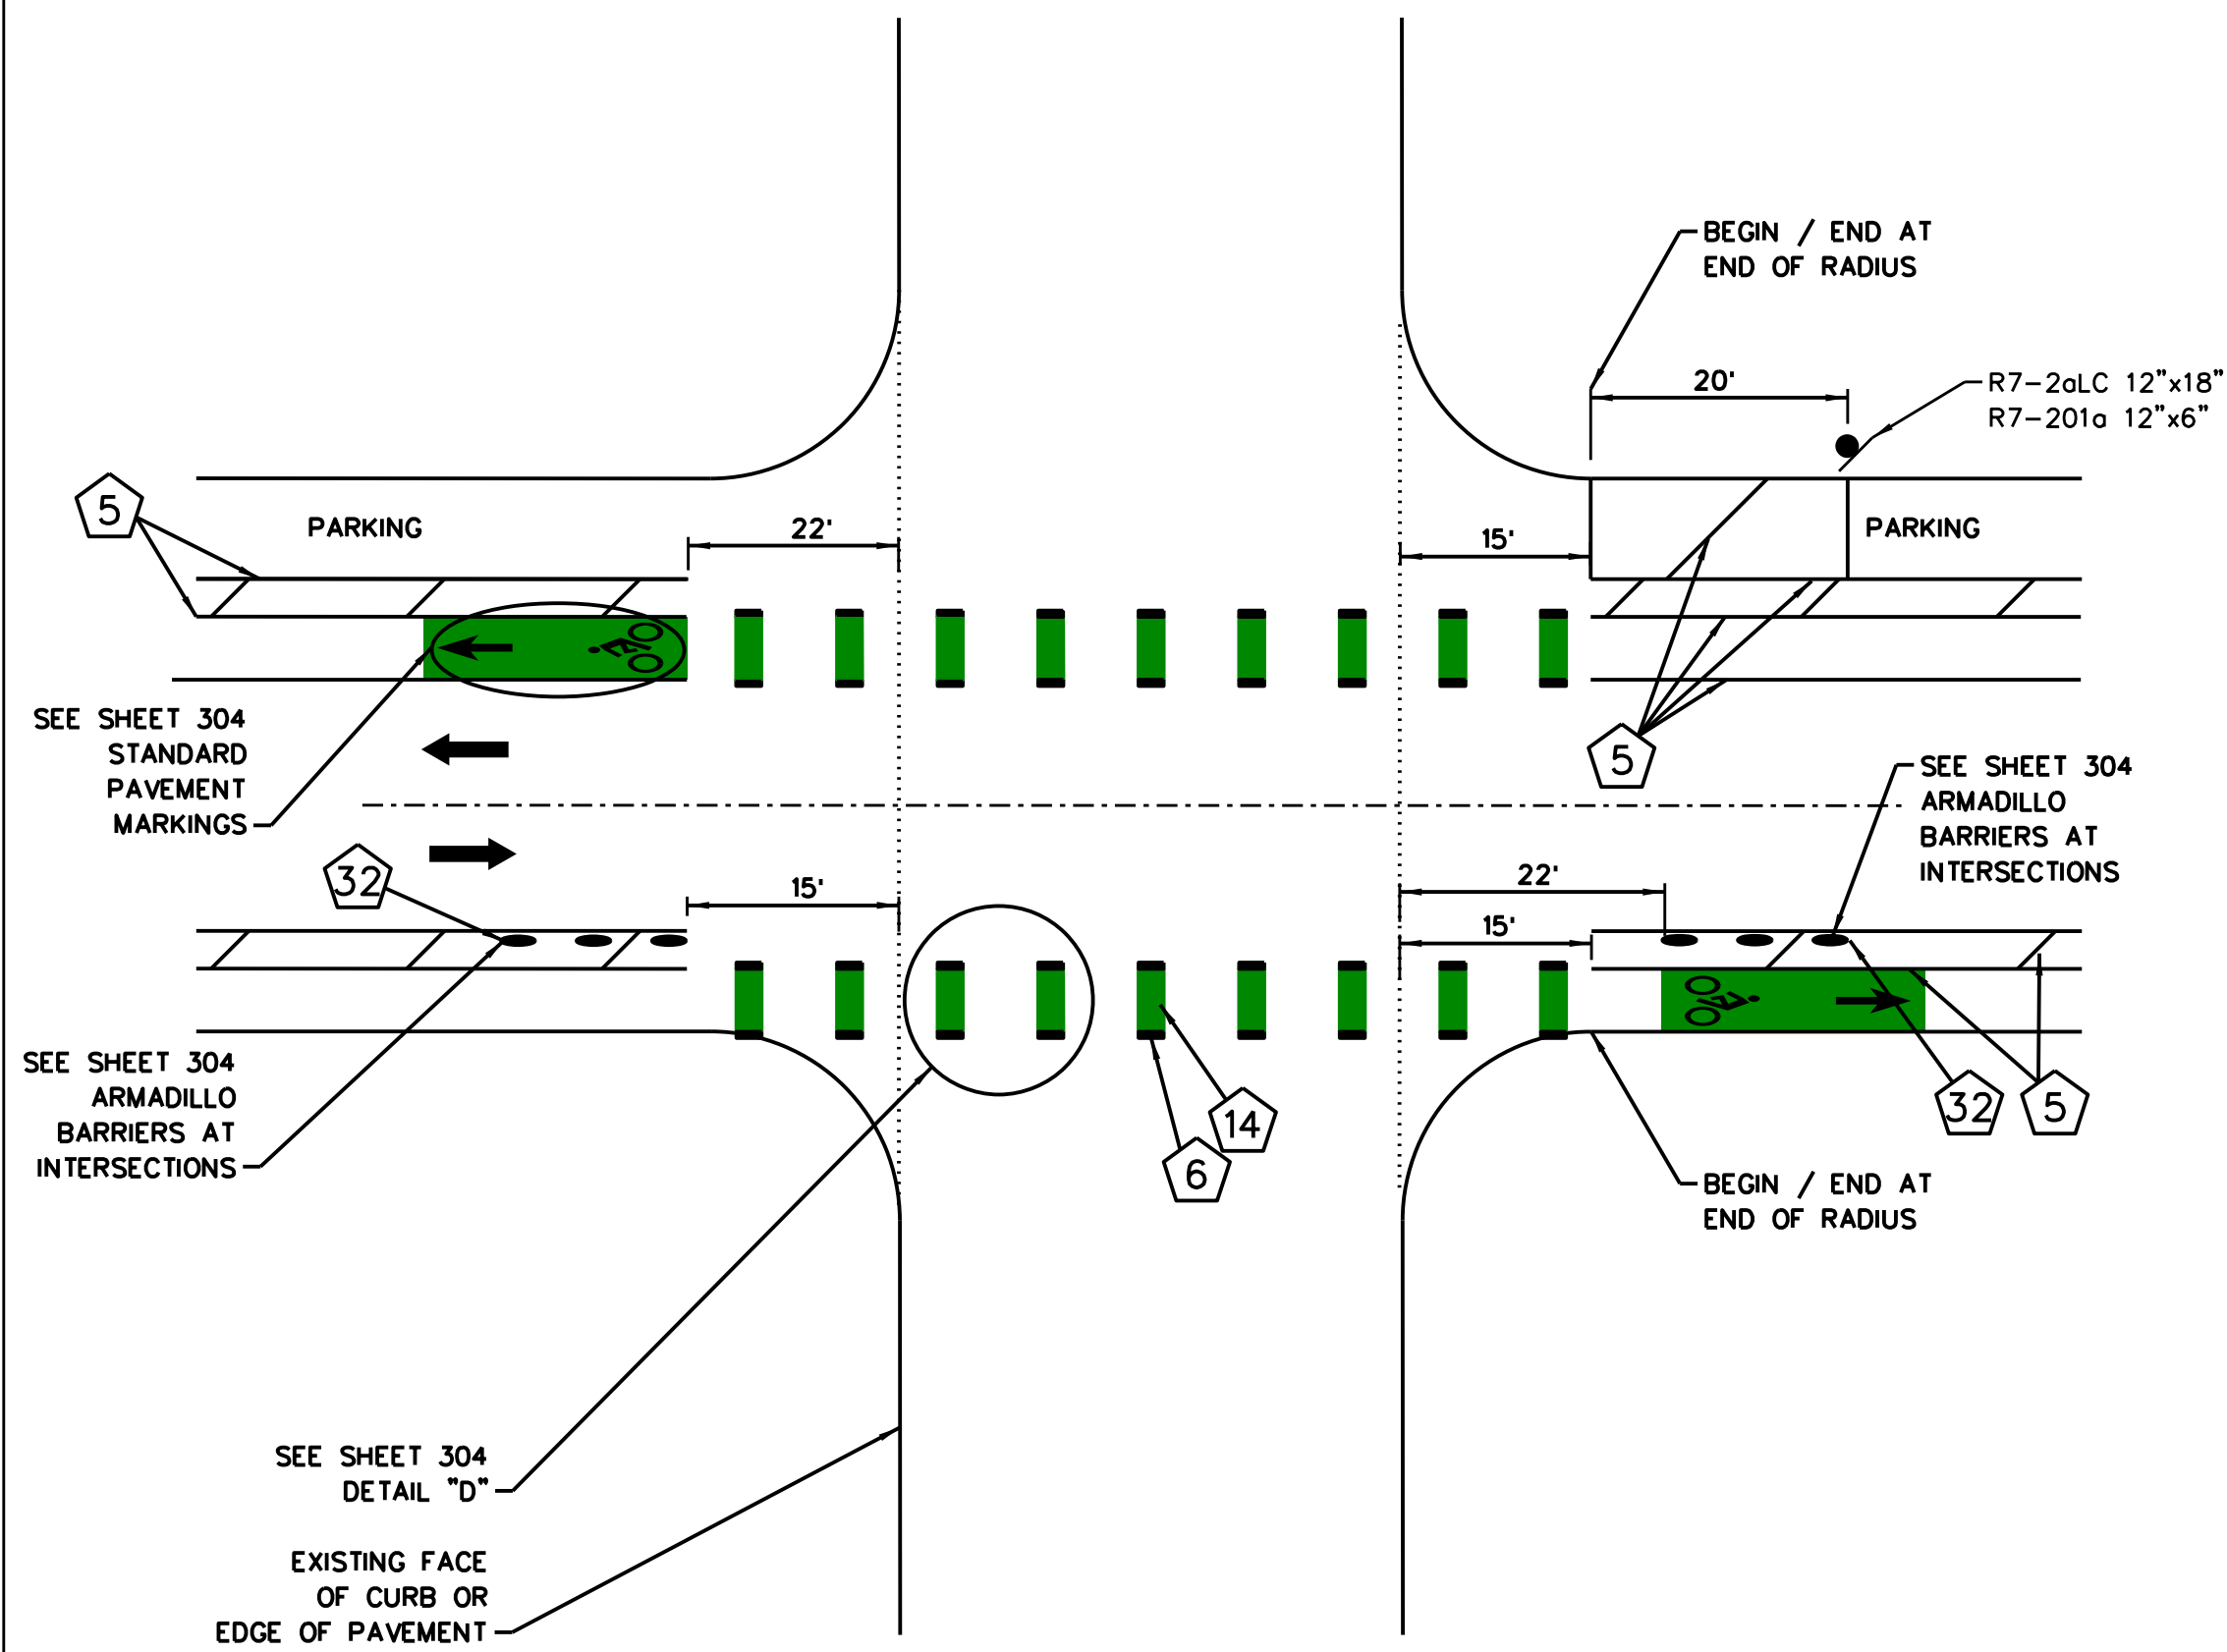 BEGIN / END AT
END OF RADIUS
20'
R7-2aLC 12"x18"
R7-201a 12"x6"
5
PARKING
22'
15'
PARKING
SEE SHEET 304
STANDARD
PAVEMENT
MARKINGS
5
SEE SHEET 304
ARMADILLO
BARRIERS AT
INTERSECTIONS
32
15'
22'
15'
SEE SHEET 304
ARMADILLO
BARRIERS AT
INTERSECTIONS
14
6
32
5
BEGIN / END AT
END OF RADIUS
SEE SHEET 304
DETAIL "D"
EXISTING FACE
OF CURB OR
EDGE OF PAVEMENT